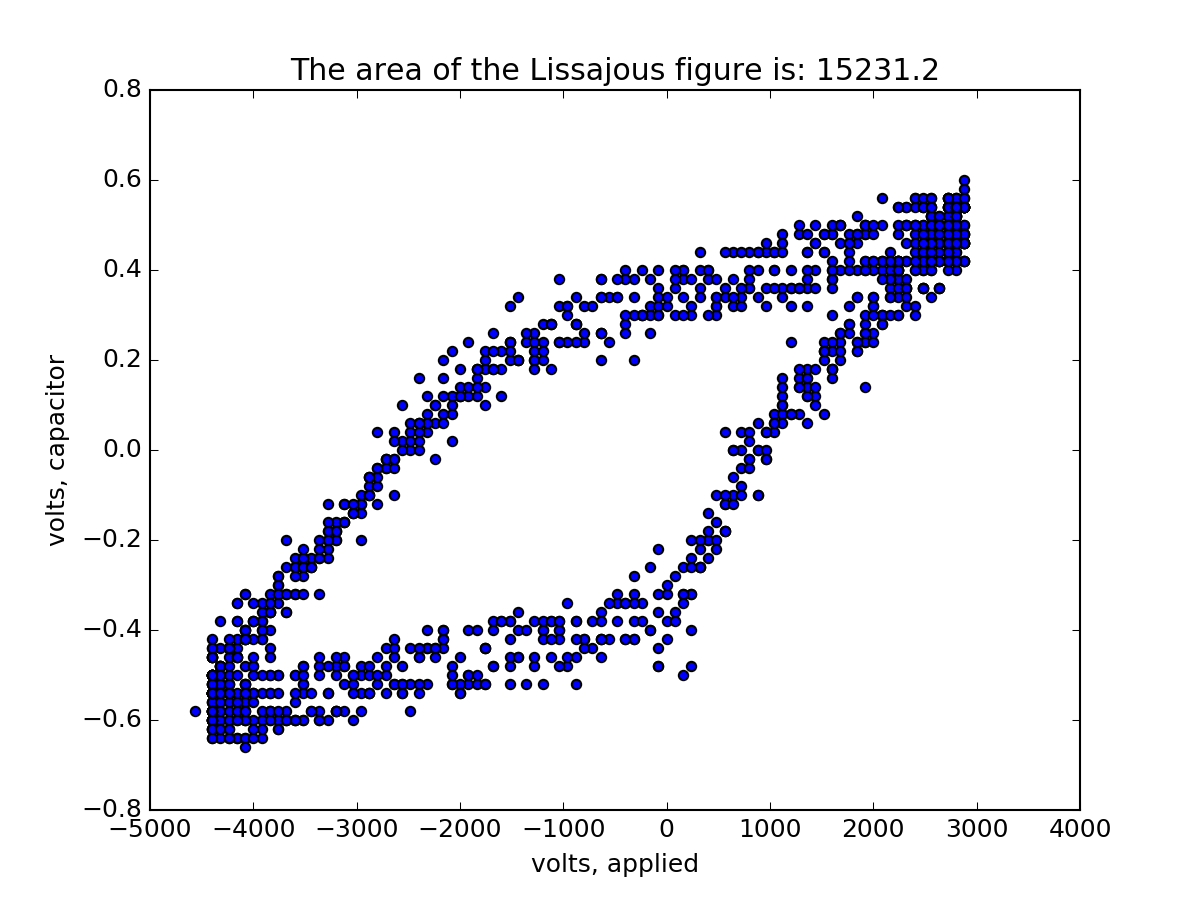 The area of the Lissajous figure is: 15231.2
0.8
0.6
0.4
0.2
0.0
−0.2
−0.4
−0.6
−0.8
volts, capacitor
−5000 −4000 −3000 −2000 −1000 0 1000 2000 3000 4000
volts, applied